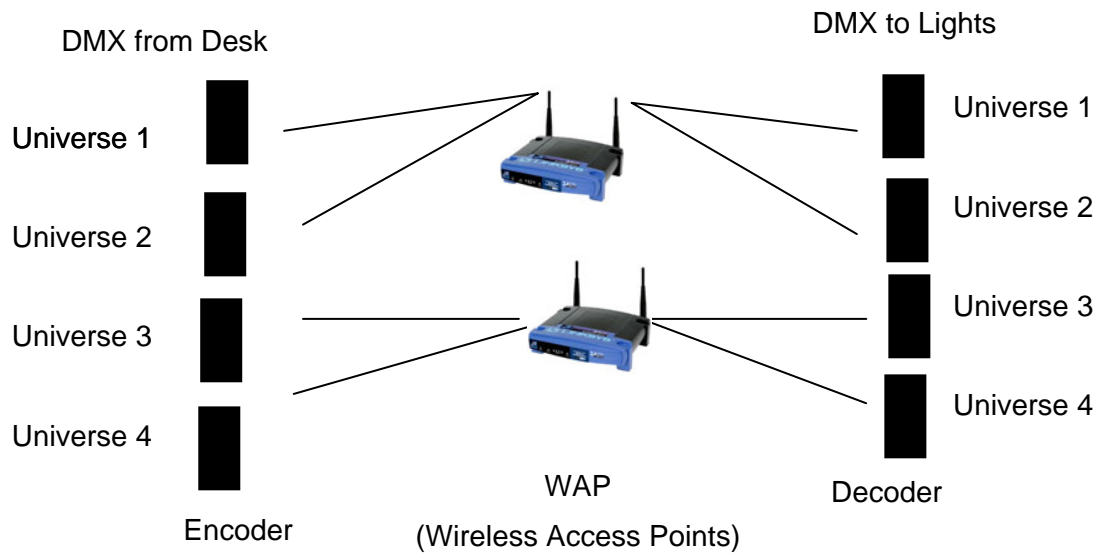 DMX from Desk
DMX to Lights
Universe 1
Universe 2
Universe 3
Universe 4
Encoder
WAP
(Wireless Access Points)
Universe 1
Universe 2
Universe 3
Universe 4
Decoder